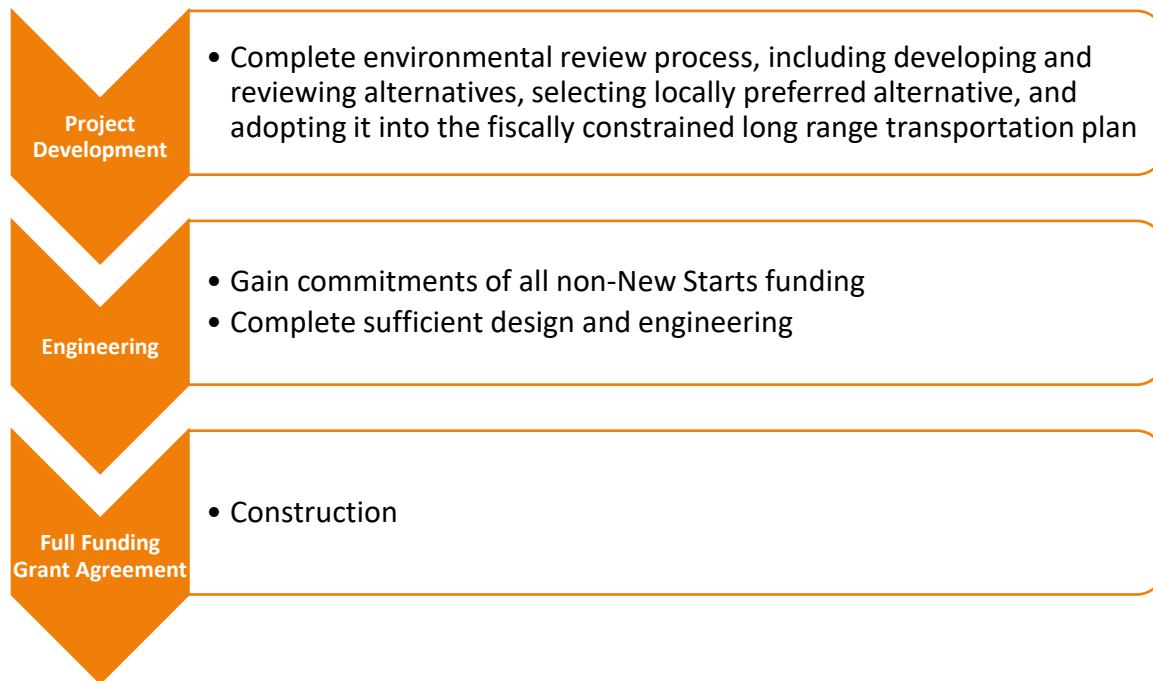 Project
Development
• Complete environmental review process, including developing and
reviewing alternatives, selecting locally preferred alternative, and
adopting it into the fiscally constrained long range transportation plan
Engineering
• Gain commitments of all non-New Starts funding
• Complete sufficient design and engineering
Full Funding
Grant Agreement
• Construction